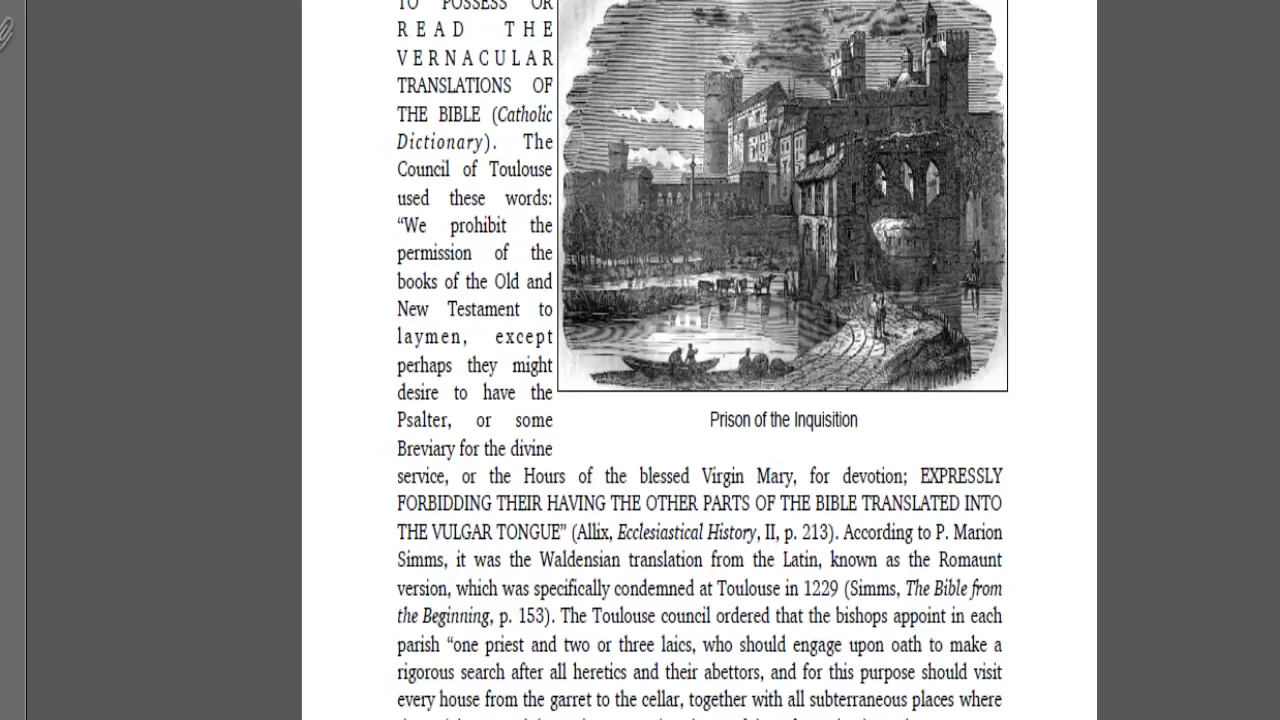 TO POSSESS OR
READ THE
VERNACULAR
TRANSLATIONS OF
THE BIBLE (Catholic
Dictionary). The
Council of Toulouse
used these words:
“We prohibit the
permission of the
books of the Old and
New Testament to
laymen, except
perhaps they might
desire to have the
Psalter, or some
Breviary for the divine
Prison of the Inquisition
service, or the Hours of the blessed Virgin Mary, for devotion; EXPRESSLY
FORBIDDING THEIR HAVING THE OTHER PARTS OF THE BIBLE TRANSLATED INTO
THE VULGAR TONGUE” (Allix, Ecclesiastical History, II, p. 213). According to P. Marion
Simms, it was the Waldensian translation from the Latin, known as the Romaunt
version, which was specifically condemned at Toulouse in 1229 (Simms, The Bible from
the Beginning, p. 153). The Toulouse council ordered that the bishops appoint in each
parish “one priest and two or three laics, who should engage upon oath to make a
rigorous search after all heretics and their abettors, and for this purpose should visit
every house from the garret to the cellar, together with all subterraneous places where